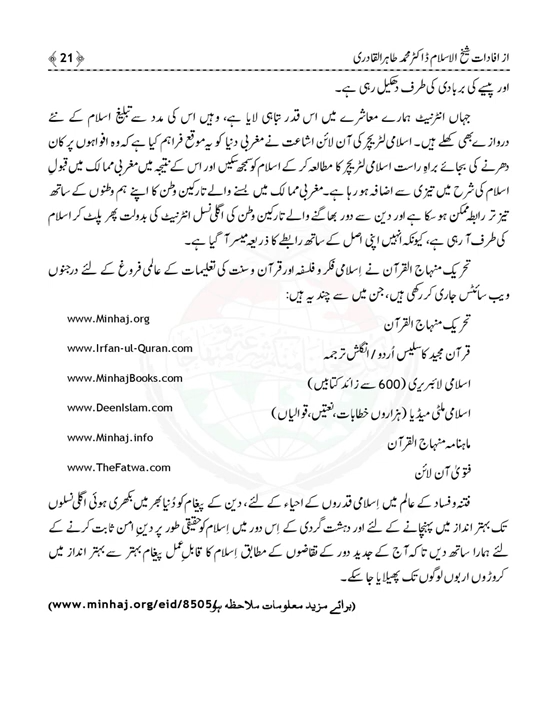 از افادات شیخ الاسلام ڈاکٹر محمد طاہرالقادری ﴿ 21 ﴾
اور پیسے کی بربادی کی طرف دھکیل رہی ہے۔
جہاں انٹرنیٹ ہمارے معاشرے میں اس قدر تباہی لایا ہے، وہیں اس کی مدد سے تبلیغ اسلام کے نئے
دروازے بھی کھلے ہیں۔ اسلامی لٹریچر کی آن لائن اشاعت نے مغربی دنیا کو یہ موقع فراہم کیا ہے کہ وہ افواہوں پر کان
دھرنے کی بجائے براہِ راست اسلامی لٹریچر کا مطالعہ کر کے اسلام کو سمجھ سکیں اور اس کے نتیجہ میں مغربی ممالک میں قبولِ
اسلام کی شرح میں تیزی سے اضافہ ہو رہا ہے۔ مغربی ممالک میں بسنے والے تارکین وطن کا اپنے ہم وطنوں کے ساتھ
تیز تر رابطہ ممکن ہو سکا ہے اور دین سے دور بھاگنے والے تارکین وطن کی اگلی نسل انٹرنیٹ کی بدولت پھر پلٹ کر اسلام
کی طرف آ رہی ہے، کیونکہ انہیں اپنی اصل کے ساتھ رابطے کا ذریعہ میسر آ گیا ہے۔
تحریک منہاج القرآن نے اِسلامی فکر و فلسفہ اور قرآن و سنت کی تعلیمات کے عالمی فروغ کے لئے درجنوں
ویب سائٹس جاری کر رکھی ہیں، جن میں سے چند یہ ہیں:
تحریک منہاج القرآن www.Minhaj.org
قرآن مجید کا سلیس اُردو / انگلش ترجمہ www.Irfan-ul-Quran.com
اسلامی لائبریری (600 سے زائد کتابیں) www.MinhajBooks.com
اسلامی ملٹی میڈیا (ہزاروں خطابات، نعتیں، قوالیاں) www.DeenIslam.com
ماہنامہ منہاج القرآن www.Minhaj.info
فتویٰ آن لائن www.TheFatwa.com
فتنہ و فساد کے عالم میں اِسلامی قدروں کے احیاء کے لئے، دین کے پیغام کو دُنیا بھر میں بکھری ہوئی اگلی نسلوں
تک بہتر انداز میں پہنچانے کے لئے اور دہشت گردی کے اِس دور میں اِسلام کو حقیقی طور پر دینِ امن ثابت کرنے کے
لئے ہمارا ساتھ دیں تاکہ آج کے جدید دور کے تقاضوں کے مطابق اِسلام کا قابلِ عمل پیغام بہتر سے بہتر انداز میں
کروڑوں اربوں لوگوں تک پھیلایا جا سکے۔
(برائے مزید معلومات ملاحظہ ہو www.minhaj.org/eid/8505)